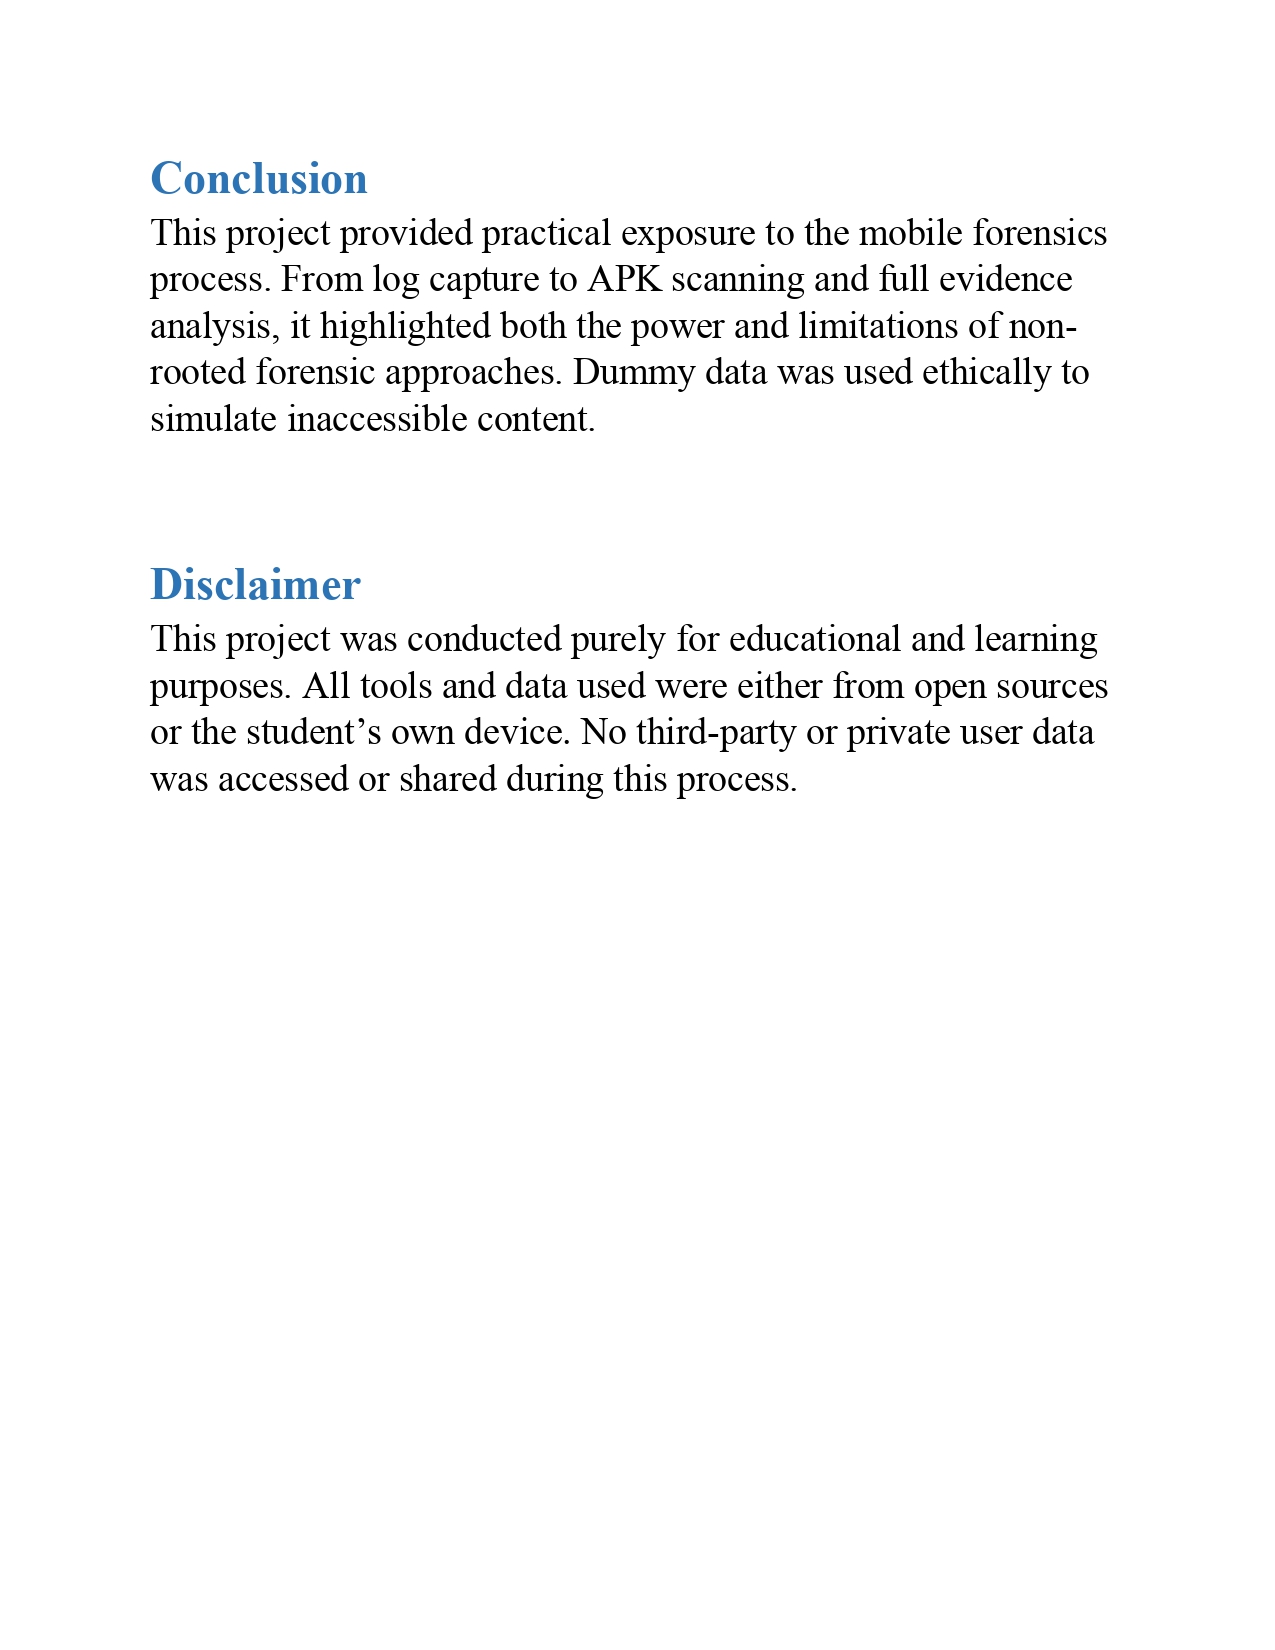 Conclusion
This project provided practical exposure to the mobile forensics
process. From log capture to APK scanning and full evidence
analysis, it highlighted both the power and limitations of non-
rooted forensic approaches. Dummy data was used ethically to
simulate inaccessible content.
Disclaimer
This project was conducted purely for educational and learning
purposes. All tools and data used were either from open sources
or the student’s own device. No third-party or private user data
was accessed or shared during this process.